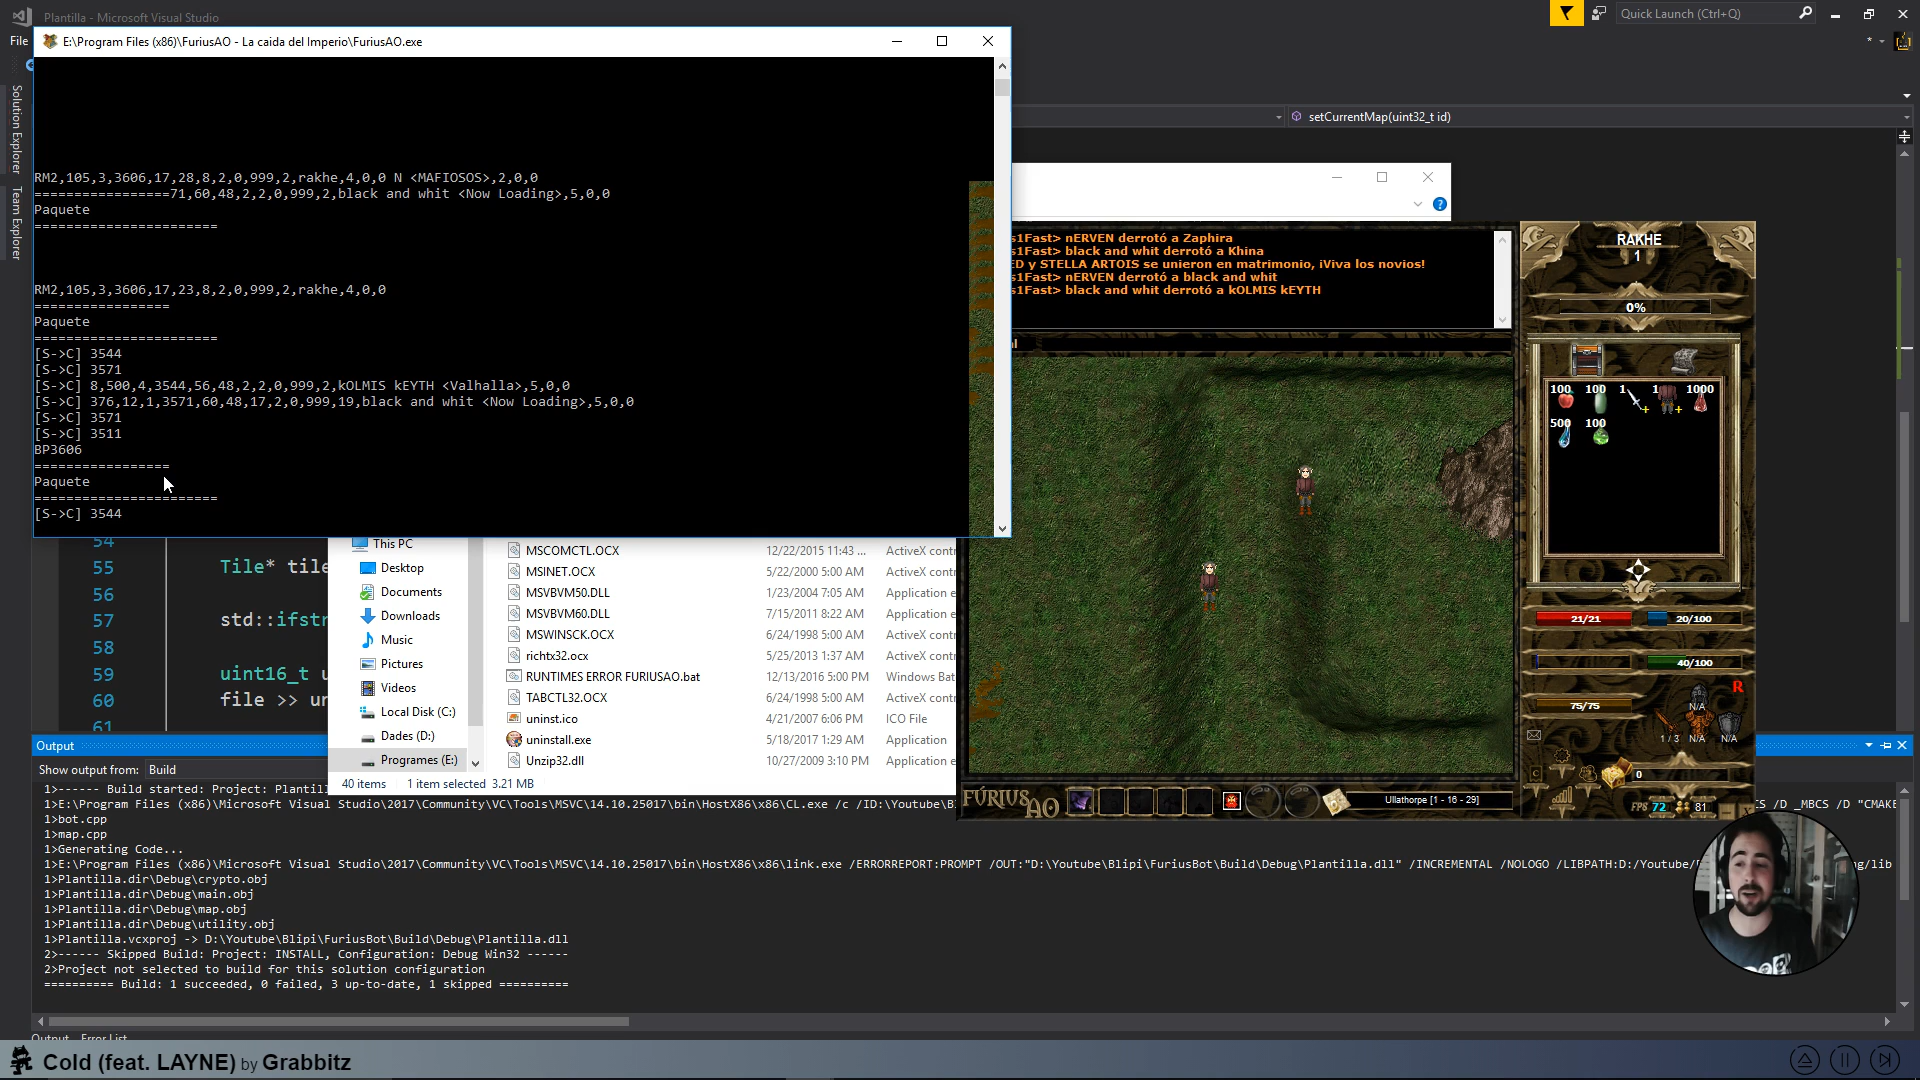 Plantilla - Microsoft Visual Studio
Quick Launch (Ctrl+Q)
File
E:\Program Files (x86)\FuriusAO - La caida del Imperio\FuriusAO.exe
Solution Explorer
Team Explorer
setCurrentMap(uint32_t id)
RM2,105,3,3606,17,28,8,2,0,999,2,rakhe,4,0,0 N <MAFIOSOS>,2,0,0
=================71,60,48,2,2,0,999,2,black and whit <Now Loading>,5,0,0
Paquete
=======================
RM2,105,3,3606,17,23,8,2,0,999,2,rakhe,4,0,0
=================
Paquete
=======================
[S->C] 3544
[S->C] 3571
[S->C] 8,500,4,3544,56,48,2,2,0,999,2,kOLMIS kEYTH <Valhalla>,5,0,0
[S->C] 376,12,1,3571,60,48,17,2,0,999,19,black and whit <Now Loading>,5,0,0
[S->C] 3571
[S->C] 3511
BP3606
=================
Paquete
=======================
[S->C] 3544
s1Fast> nERVEN derrotó a Zaphira
s1Fast> black and whit derrotó a Khina
ED y STELLA ARTOIS se unieron en matrimonio, ¡Viva los novios!
s1Fast> nERVEN derrotó a black and whit
s1Fast> black and whit derrotó a kOLMIS kEYTH
RAKHE
1
0%
100 100 1 1 1000
500 100
21/21
20/100
40/100
75/75
R
N/A
1 / 3 N/A N/A
0
FPS 72 81
FÚRIUS AO
Ullathorpe [1 - 16 - 29]
54
55 Tile* tile
56
57 std::ifstr
58
59 uint16_t u
60 file >> un
61
This PC
Desktop
Documents
Downloads
Music
Pictures
Videos
Local Disk (C:)
Dades (D:)
Programes (E:)
MSCOMCTL.OCX 12/22/2015 11:43 ... ActiveX contr
MSINET.OCX 5/22/2000 5:00 AM ActiveX contr
MSVBVM50.DLL 1/23/2004 7:05 AM Application e
MSVBVM60.DLL 7/15/2011 8:22 AM Application e
MSWINSCK.OCX 6/24/1998 5:00 AM ActiveX contr
richtx32.ocx 5/25/2013 1:37 AM ActiveX contr
RUNTIMES ERROR FURIUSAO.bat 12/13/2016 5:00 PM Windows Bat
TABCTL32.OCX 6/24/1998 5:00 AM ActiveX contr
uninst.ico 4/21/2007 6:06 PM ICO File
uninstall.exe 5/18/2017 1:29 AM Application
Unzip32.dll 10/27/2009 3:10 PM Application e
40 items 1 item selected 3.21 MB
Output
Show output from: Build
1>------ Build started: Project: Plantill
1>E:\Program Files (x86)\Microsoft Visual Studio\2017\Community\VC\Tools\MSVC\14.10.25017\bin\HostX86\x86\CL.exe /c /ID:\Youtube\B CS /D _MBCS /D "CMAKE
1>bot.cpp
1>map.cpp
1>Generating Code...
1>E:\Program Files (x86)\Microsoft Visual Studio\2017\Community\VC\Tools\MSVC\14.10.25017\bin\HostX86\x86\link.exe /ERRORREPORT:PROMPT /OUT:"D:\Youtube\Blipi\FuriusBot\Build\Debug\Plantilla.dll" /INCREMENTAL /NOLOGO /LIBPATH:D:/Youtube/ ng/lib
1>Plantilla.dir\Debug\crypto.obj
1>Plantilla.dir\Debug\main.obj
1>Plantilla.dir\Debug\map.obj
1>Plantilla.dir\Debug\utility.obj
1>Plantilla.vcxproj -> D:\Youtube\Blipi\FuriusBot\Build\Debug\Plantilla.dll
2>------ Skipped Build: Project: INSTALL, Configuration: Debug Win32 ------
2>Project not selected to build for this solution configuration
========== Build: 1 succeeded, 0 failed, 3 up-to-date, 1 skipped ==========
Output Error List
Cold (feat. LAYNE) by Grabbitz